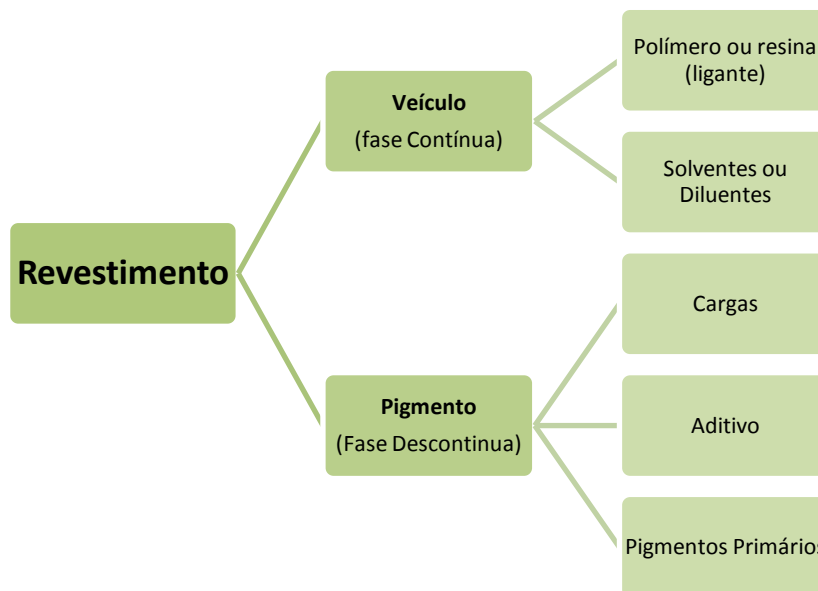 Revestimento
Veículo
(fase Contínua)
Polímero ou resina
(ligante)
Solventes ou
Diluentes
Pigmento
(Fase Descontinua)
Cargas
Aditivo
Pigmentos Primários